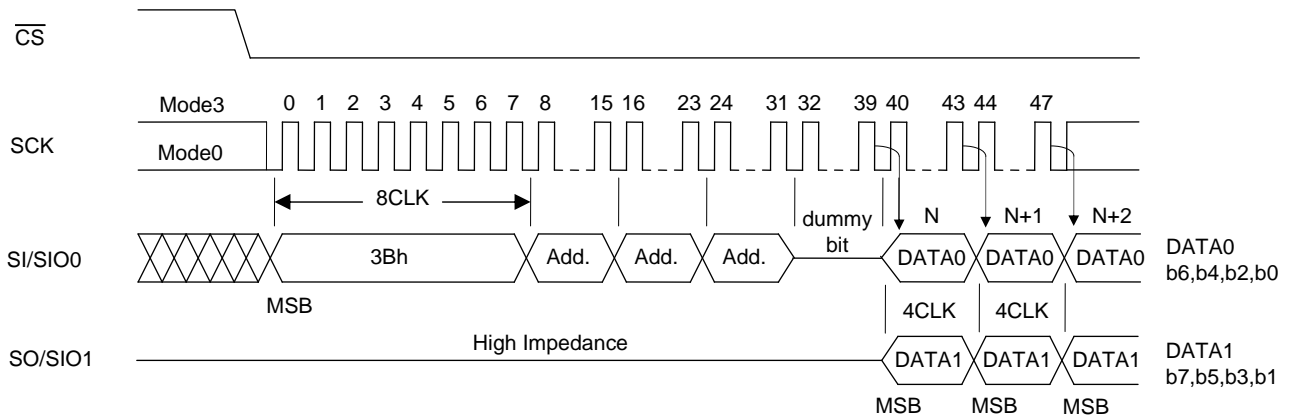 CS
Mode3 0 1 2 3 4 5 6 7 8 15 16 23 24 31 32 39 40 43 44 47
SCK
Mode0
8CLK
dummy bit
N N+1 N+2
SI/SIO0 3Bh Add. Add. Add. DATA0 DATA0 DATA0
DATA0
b6,b4,b2,b0
MSB
4CLK 4CLK
High Impedance
SO/SIO1 DATA1 DATA1 DATA1
DATA1
b7,b5,b3,b1
MSB MSB MSB